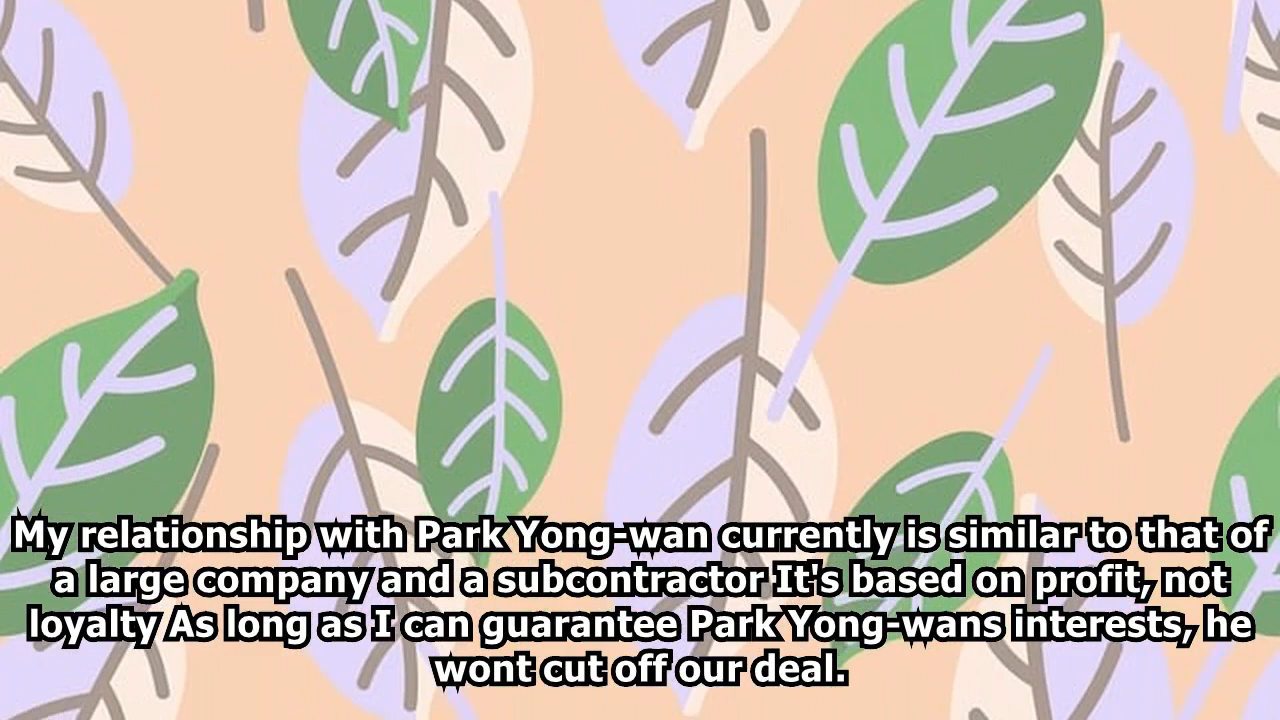 My relationship with Park Yong-wan currently is similar to that of
a large company and a subcontractor It's based on profit, not
loyalty As long as I can guarantee Park Yong-wans interests, he
wont cut off our deal.